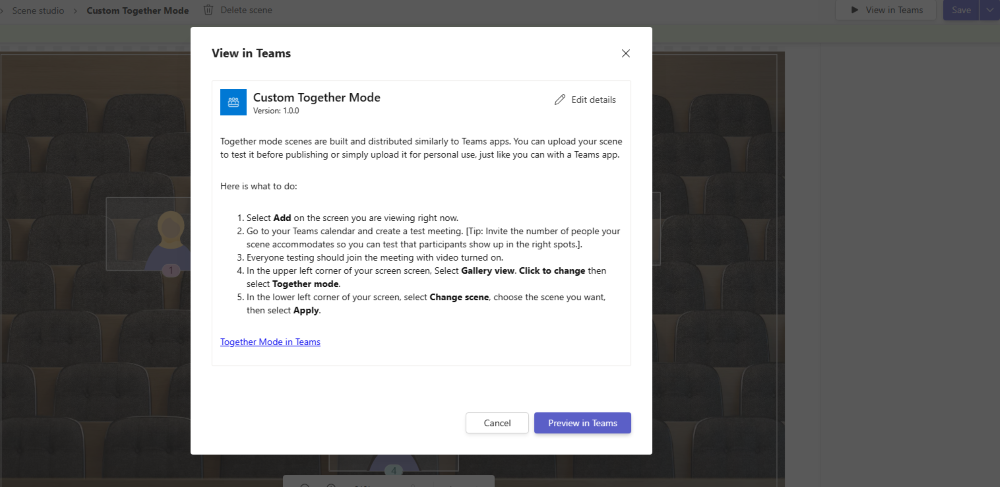 Scene studio > Custom Together Mode Delete scene View in Teams Save
View in Teams
Custom Together Mode
Version: 1.0.0
Edit details
Together mode scenes are built and distributed similarly to Teams apps. You can upload your scene
to test it before publishing or simply upload it for personal use, just like you can with a Teams app.
Here is what to do:
1. Select Add on the screen you are viewing right now.
2. Go to your Teams calendar and create a test meeting. [Tip: Invite the number of people your
scene accommodates so you can test that participants show up in the right spots.].
3. Everyone testing should join the meeting with video turned on.
4. In the upper left corner of your screen screen, Select Gallery view. Click to change then
select Together mode.
5. In the lower left corner of your screen, select Change scene, choose the scene you want,
then select Apply.
Together Mode in Teams
Cancel Preview in Teams
1
4